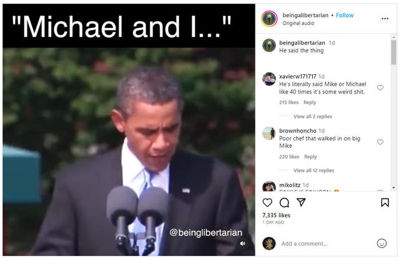 "Michael and I..."
@beinglibertarian
beingalibertarian • Follow
Original audio
beingalibertarian 1d
He said the thing
xavierw171717 1d
He's literally said Mike or Michael
like 40 times it's some weird shit.
215 likes Reply
View all 2 replies
brownhoncho 1d
Poor chef that walked in on big
Mike
220 likes Reply
View all 12 replies
mikolitz 1d
7,335 likes
1 DAY AGO
Add a comment...